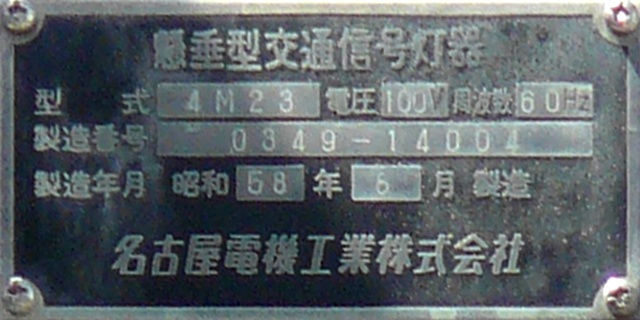 懸垂型交通信号灯器
型式 4M23 電圧 100V 周波数 60Hz
製造番号 0349-14004
製造年月 昭和 58 年 6 月 製造
名古屋電機工業株式会社